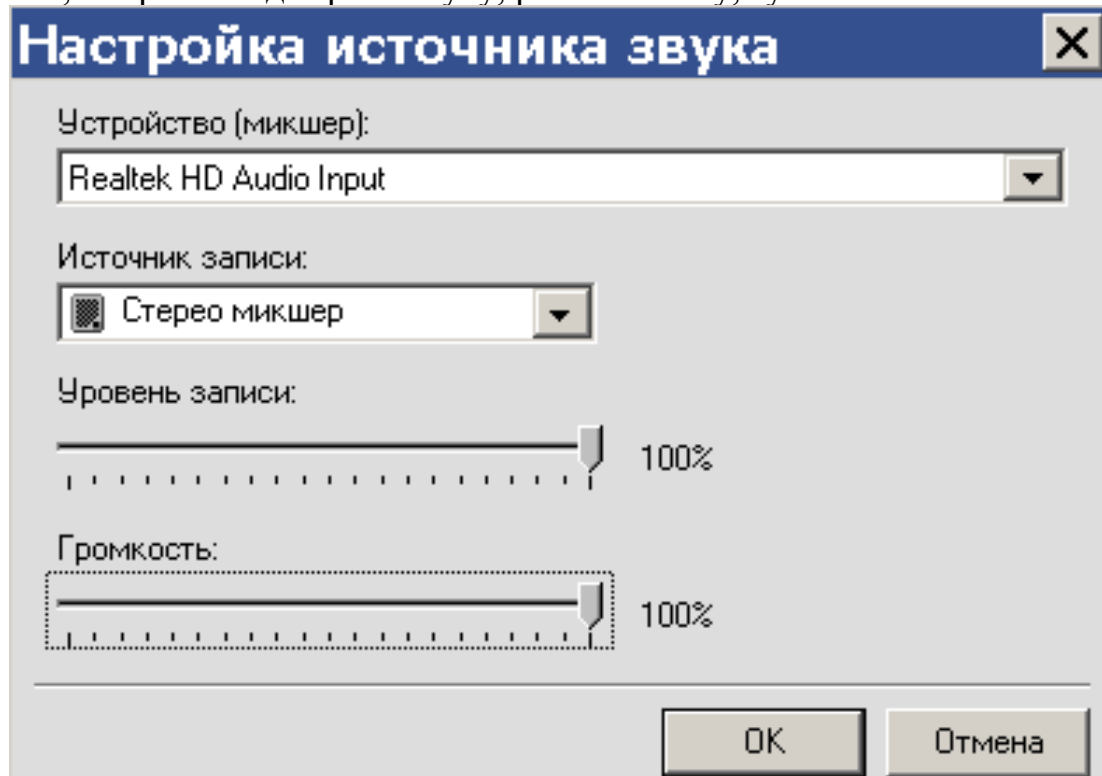 Настройка источника звука
Устройство (микшер):
Realtek HD Audio Input
Источник записи:
Стерео микшер
Уровень записи:
100%
Громкость:
100%
OK
Отмена